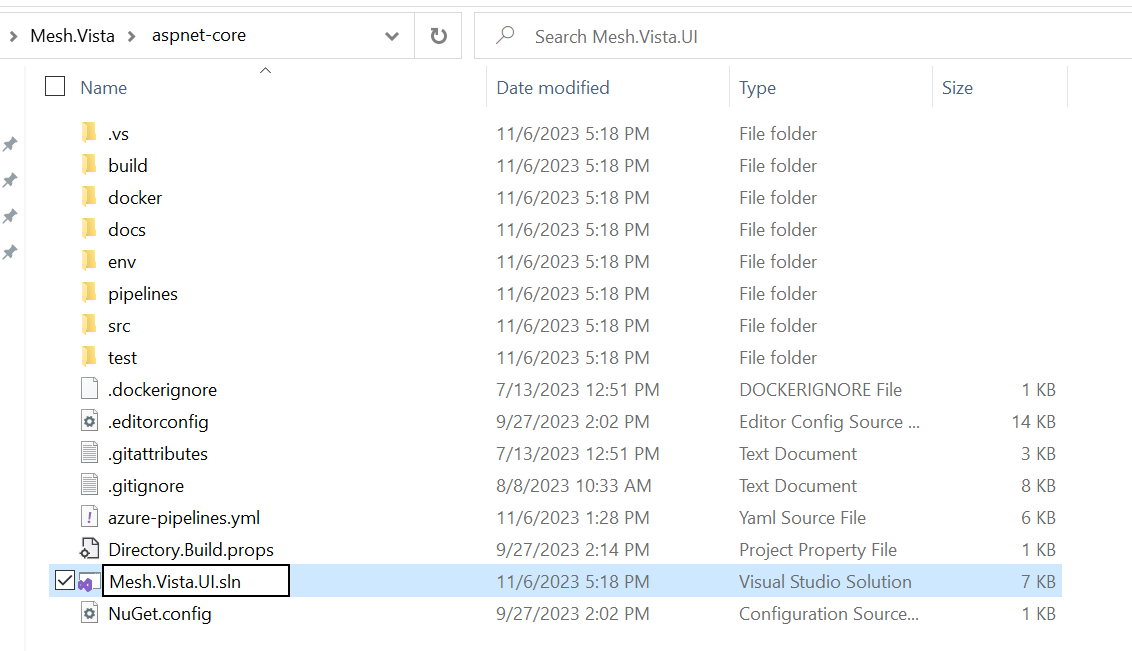 Mesh.Vista aspnet-core Search Mesh.Vista.UI
Name Date modified Type Size
.vs 11/6/2023 5:18 PM File folder
build 11/6/2023 5:18 PM File folder
docker 11/6/2023 5:18 PM File folder
docs 11/6/2023 5:18 PM File folder
env 11/6/2023 5:18 PM File folder
pipelines 11/6/2023 5:18 PM File folder
src 11/6/2023 5:18 PM File folder
test 11/6/2023 5:18 PM File folder
.dockerignore 7/13/2023 12:51 PM DOCKERIGNORE File 1 KB
.editorconfig 9/27/2023 2:02 PM Editor Config Source ... 14 KB
.gitattributes 7/13/2023 12:51 PM Text Document 3 KB
.gitignore 8/8/2023 10:33 AM Text Document 8 KB
azure-pipelines.yml 11/6/2023 1:28 PM Yaml Source File 6 KB
Directory.Build.props 9/27/2023 2:14 PM Project Property File 1 KB
Mesh.Vista.UI.sln 11/6/2023 5:18 PM Visual Studio Solution 7 KB
NuGet.config 9/27/2023 2:02 PM Configuration Source... 1 KB